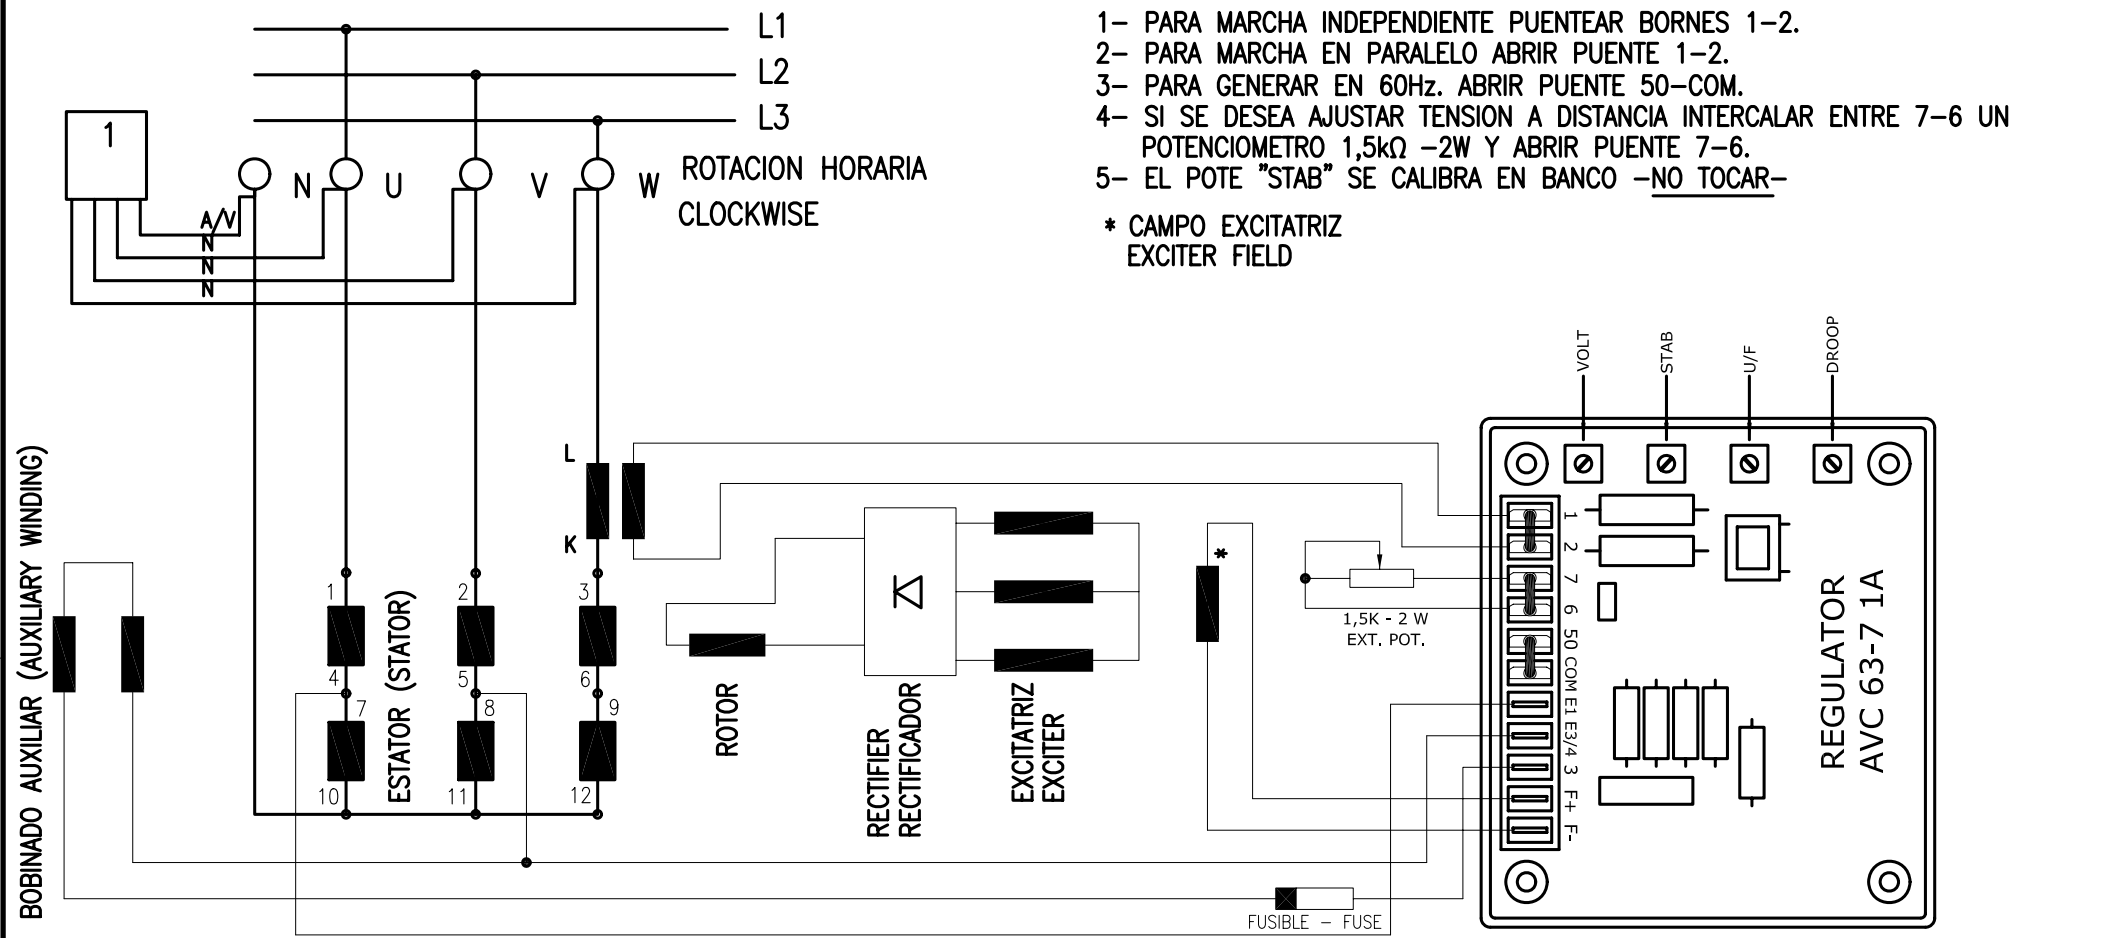 L1
L2
L3
1
N
U
V
W
ROTACION HORARIA
CLOCKWISE
A/V
N
N
N
1- PARA MARCHA INDEPENDIENTE PUENTEAR BORNES 1-2.
2- PARA MARCHA EN PARALELO ABRIR PUENTE 1-2.
3- PARA GENERAR EN 60Hz. ABRIR PUENTE 50-COM.
4- SI SE DESEA AJUSTAR TENSION A DISTANCIA INTERCALAR ENTRE 7-6 UN
POTENCIOMETRO 1,5kΩ -2W Y ABRIR PUENTE 7-6.
5- EL POTE "STAB" SE CALIBRA EN BANCO -NO TOCAR-
* CAMPO EXCITATRIZ
EXCITER FIELD
BOBINADO AUXILIAR (AUXILIARY WINDING)
L
K
1
2
3
4
5
6
7
8
9
10
11
12
ESTATOR (STATOR)
ROTOR
RECTIFIER
RECTIFICADOR
EXCITATRIZ
EXCITER
*
1,5K - 2 W
EXT. POT.
FUSIBLE - FUSE
VOLT
STAB
U/F
DROOP
1
2
7
6
50
COM
E1
E3/4
3
F+
F-
REGULATOR
AVC 63-7 1A